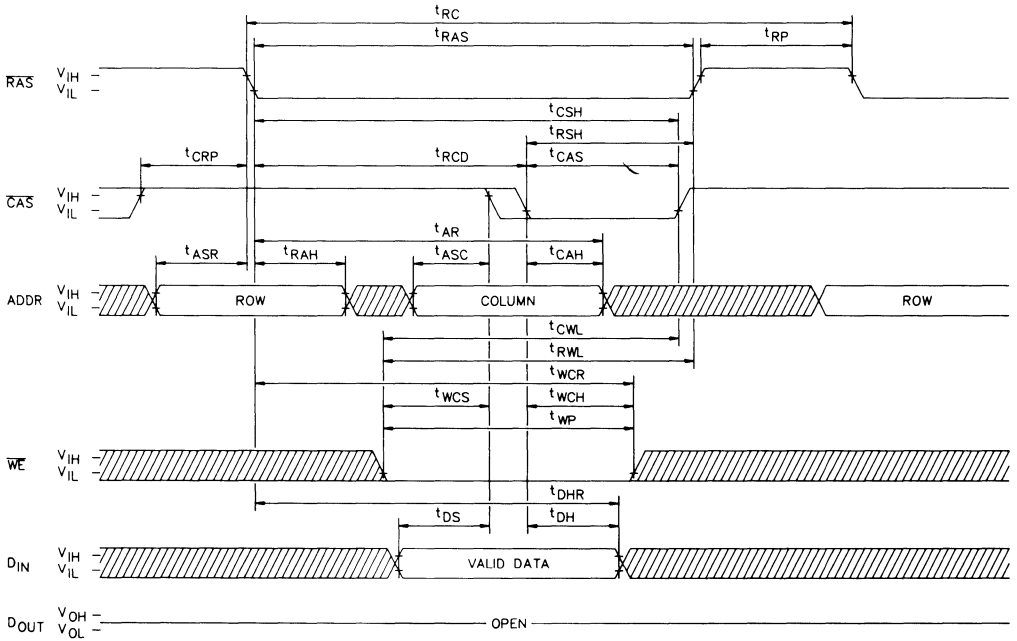 tRC
tRAS
tRP
RAS VIH
VIL
tCSH
tRSH
tCRP
tRCD
tCAS
CAS VIH
VIL
tAR
tASR
tRAH
tASC
tCAH
ADDR VIH
VIL
ROW
COLUMN
ROW
tCWL
tRWL
tWCR
tWCS
tWCH
tWP
WE VIH
VIL
tDHR
tDS
tDH
DIN VIH
VIL
VALID DATA
DOUT VOH
VOL
OPEN